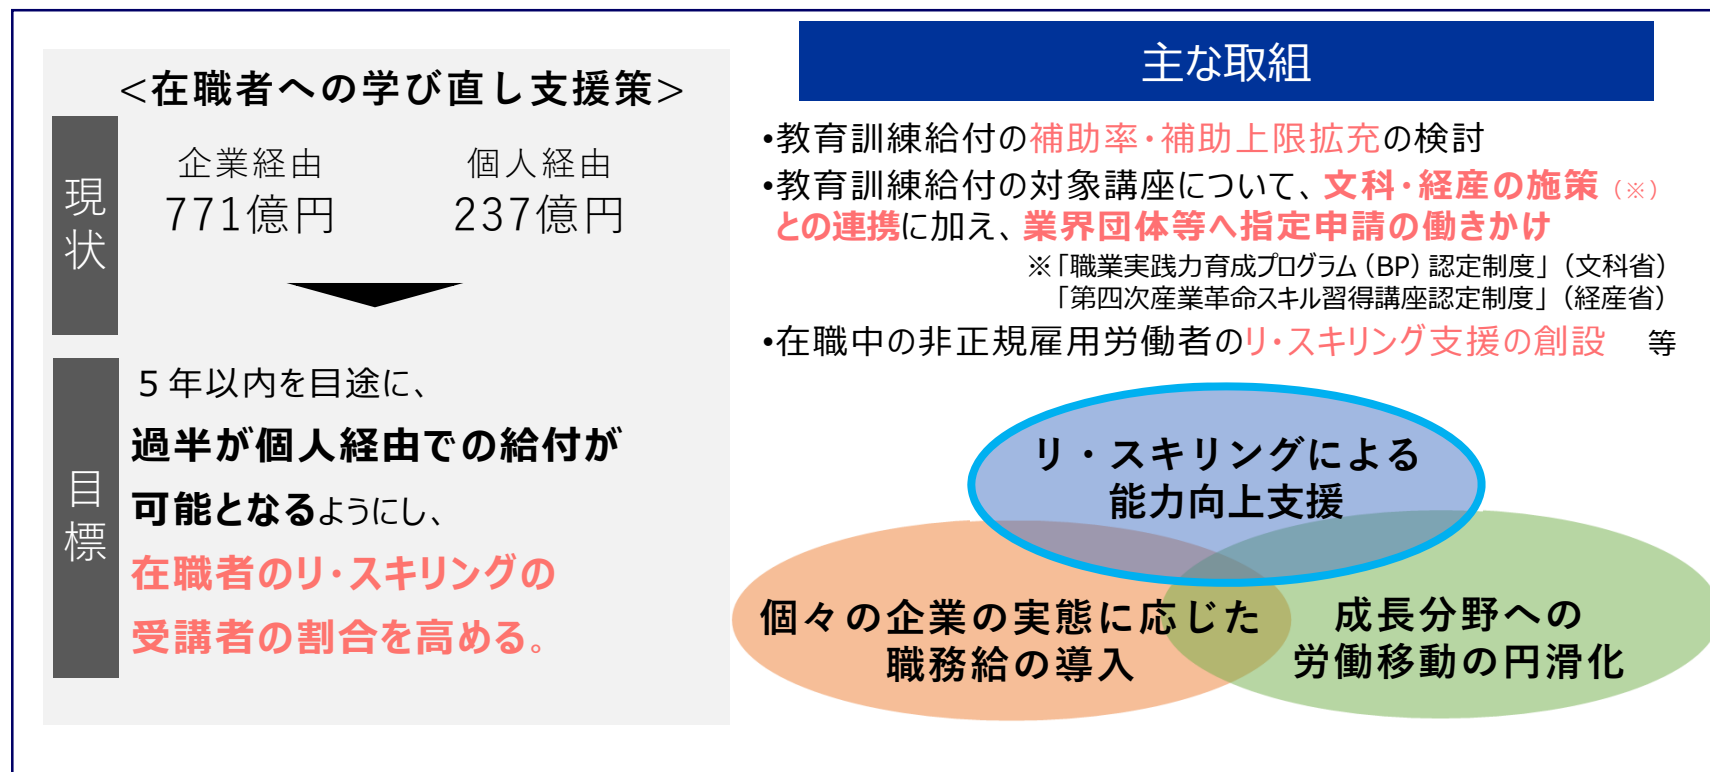 <在職者への学び直し支援策>
現状
企業経由
771億円
個人経由
237億円
目標
5年以内を目途に、
過半が個人経由での給付が
可能となるようにし、
在職者のリ・スキリングの
受講者の割合を高める。
主な取組
•教育訓練給付の補助率・補助上限拡充の検討
•教育訓練給付の対象講座について、文科・経産の施策(※)
との連携に加え、業界団体等へ指定申請の働きかけ
※「職業実践力育成プログラム(BP)認定制度」(文科省)
「第四次産業革命スキル習得講座認定制度」(経産省)
•在職中の非正規雇用労働者のリ・スキリング支援の創設 等
リ・スキリングによる
能力向上支援
個々の企業の実態に応じた
職務給の導入
成長分野への
労働移動の円滑化